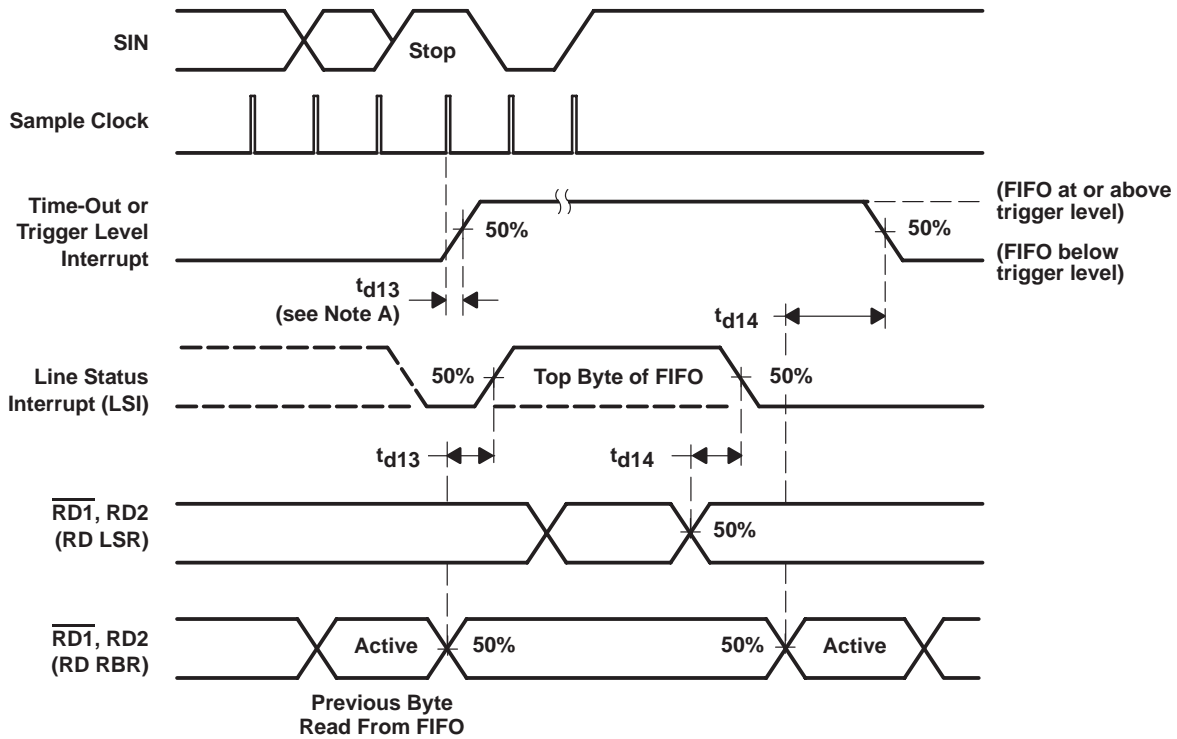 SIN
Stop
Sample Clock
Time-Out or
Trigger Level
Interrupt
50%
50%
(FIFO at or above
trigger level)
(FIFO below
trigger level)
td13
(see Note A)
td14
Line Status
Interrupt (LSI)
50%
Top Byte of FIFO
50%
td13
td14
RD1, RD2
(RD LSR)
50%
RD1, RD2
(RD RBR)
Active
50%
50%
Active
Previous Byte
Read From FIFO